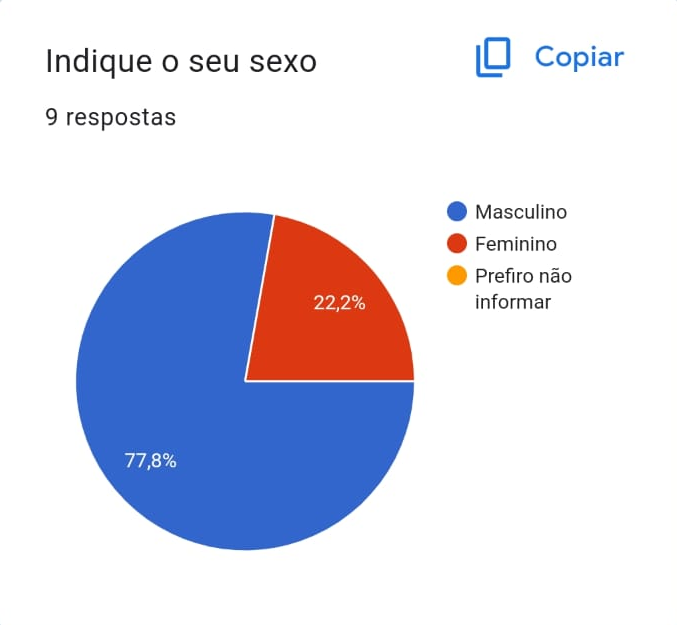 Indique o seu sexo
Copiar
9 respostas
Masculino
Feminino
Prefiro não
informar
22,2%
77,8%